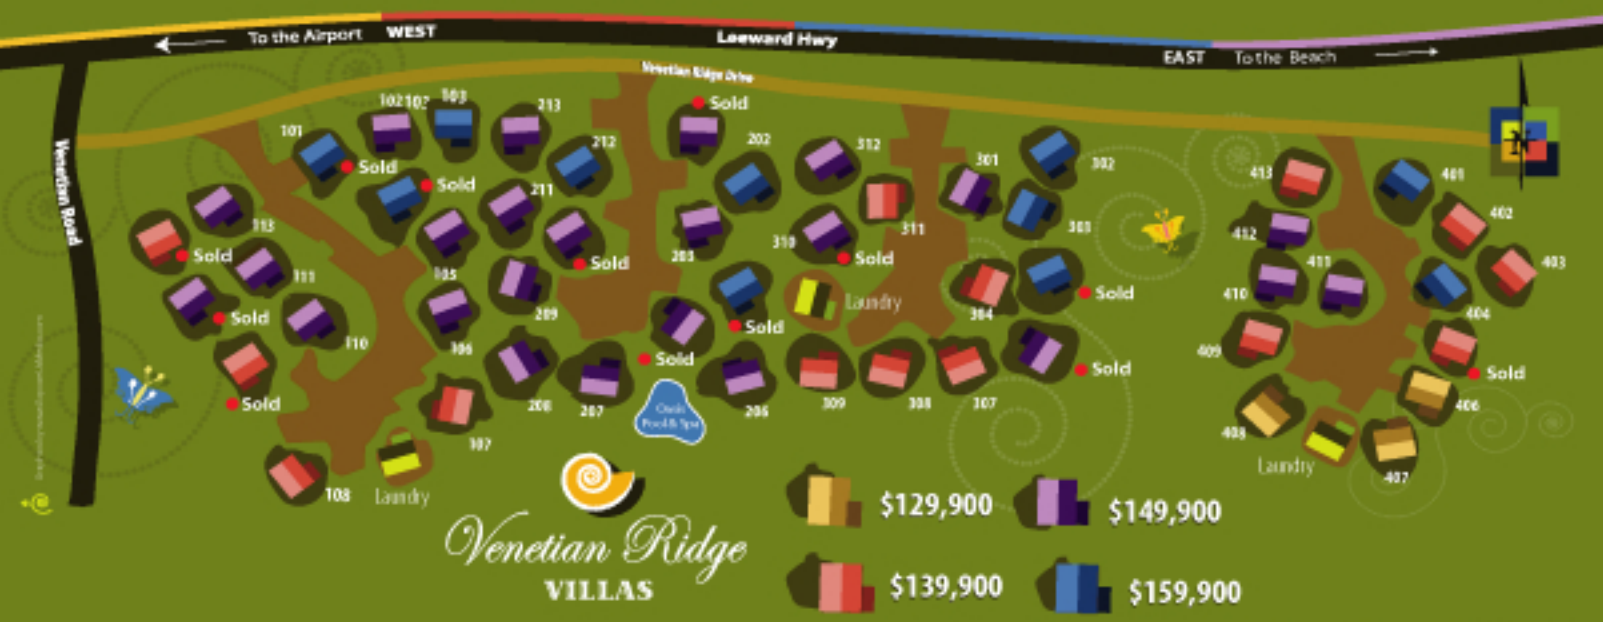 To the Airport WEST
Leeward Hwy
EAST To the Beach
Venetian Ridge Drive
Venetian Road
N
101
102
103
103
213
Sold
212
202
312
301
302
413
401
Sold
Sold
113
211
311
303
412
402
Sold
111
105
Sold
203
310
Sold
411
403
Sold
110
209
Laundry
304
Sold
410
404
106
Sold
Sold
409
Sold
Sold
208
207
206
309
308
307
Sold
406
408
Oasis
Pool & Spa
107
108
Laundry
Laundry
407
Venetian Ridge
VILLAS
$129,900
$149,900
$139,900
$159,900